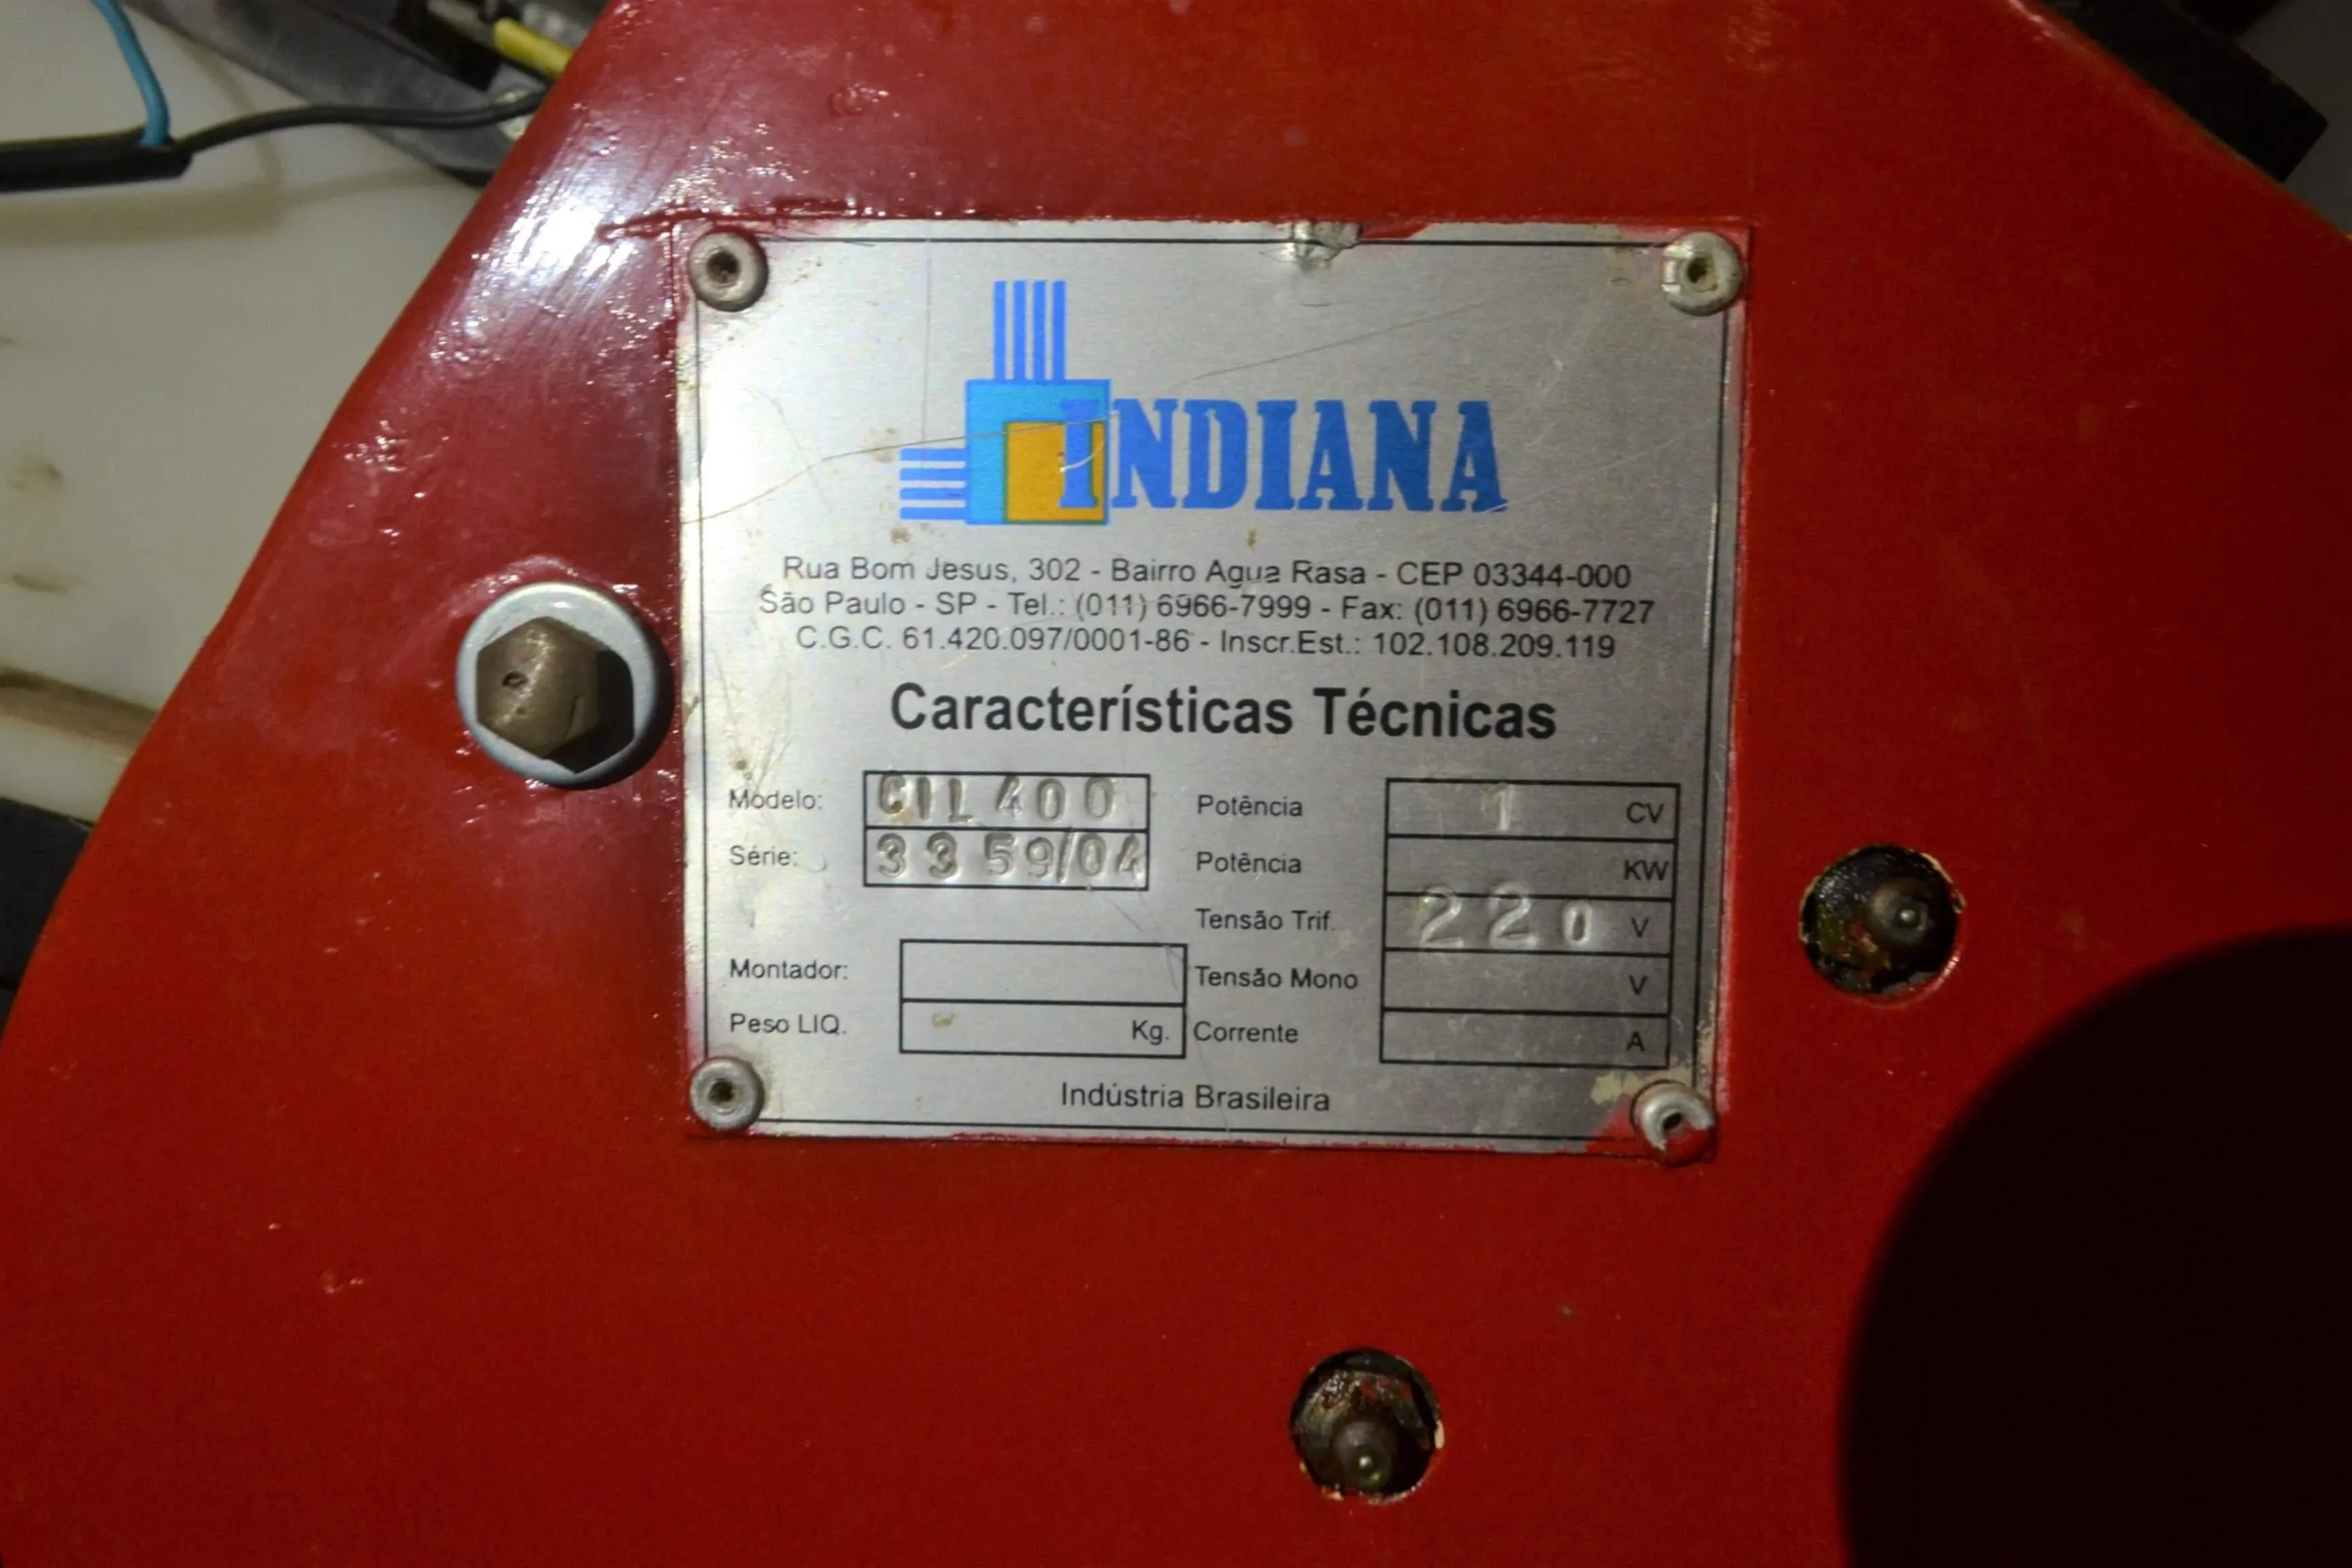 INDIANA
Rua Bom Jesus, 302 - Bairro Agua Rasa - CEP 03344-000
São Paulo - SP - Tel.: (011) 6966-7999 - Fax: (011) 6966-7727
C.G.C. 61.420.097/0001-86 - Inscr.Est.: 102.108.209.119
Características Técnicas
Modelo: CIL 400 Potência 1 CV
Série: 3359/04 Potência KW
Tensão Trif. 220 V
Montador: Tensão Mono V
Peso LIQ. Kg. Corrente A
Indústria Brasileira